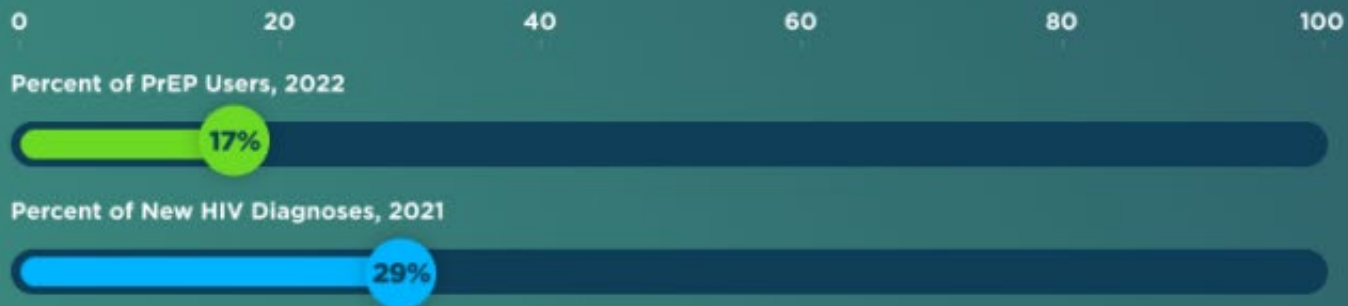 0 20 40 60 80 100
Percent of PrEP Users, 2022
17%
Percent of New HIV Diagnoses, 2021
29%